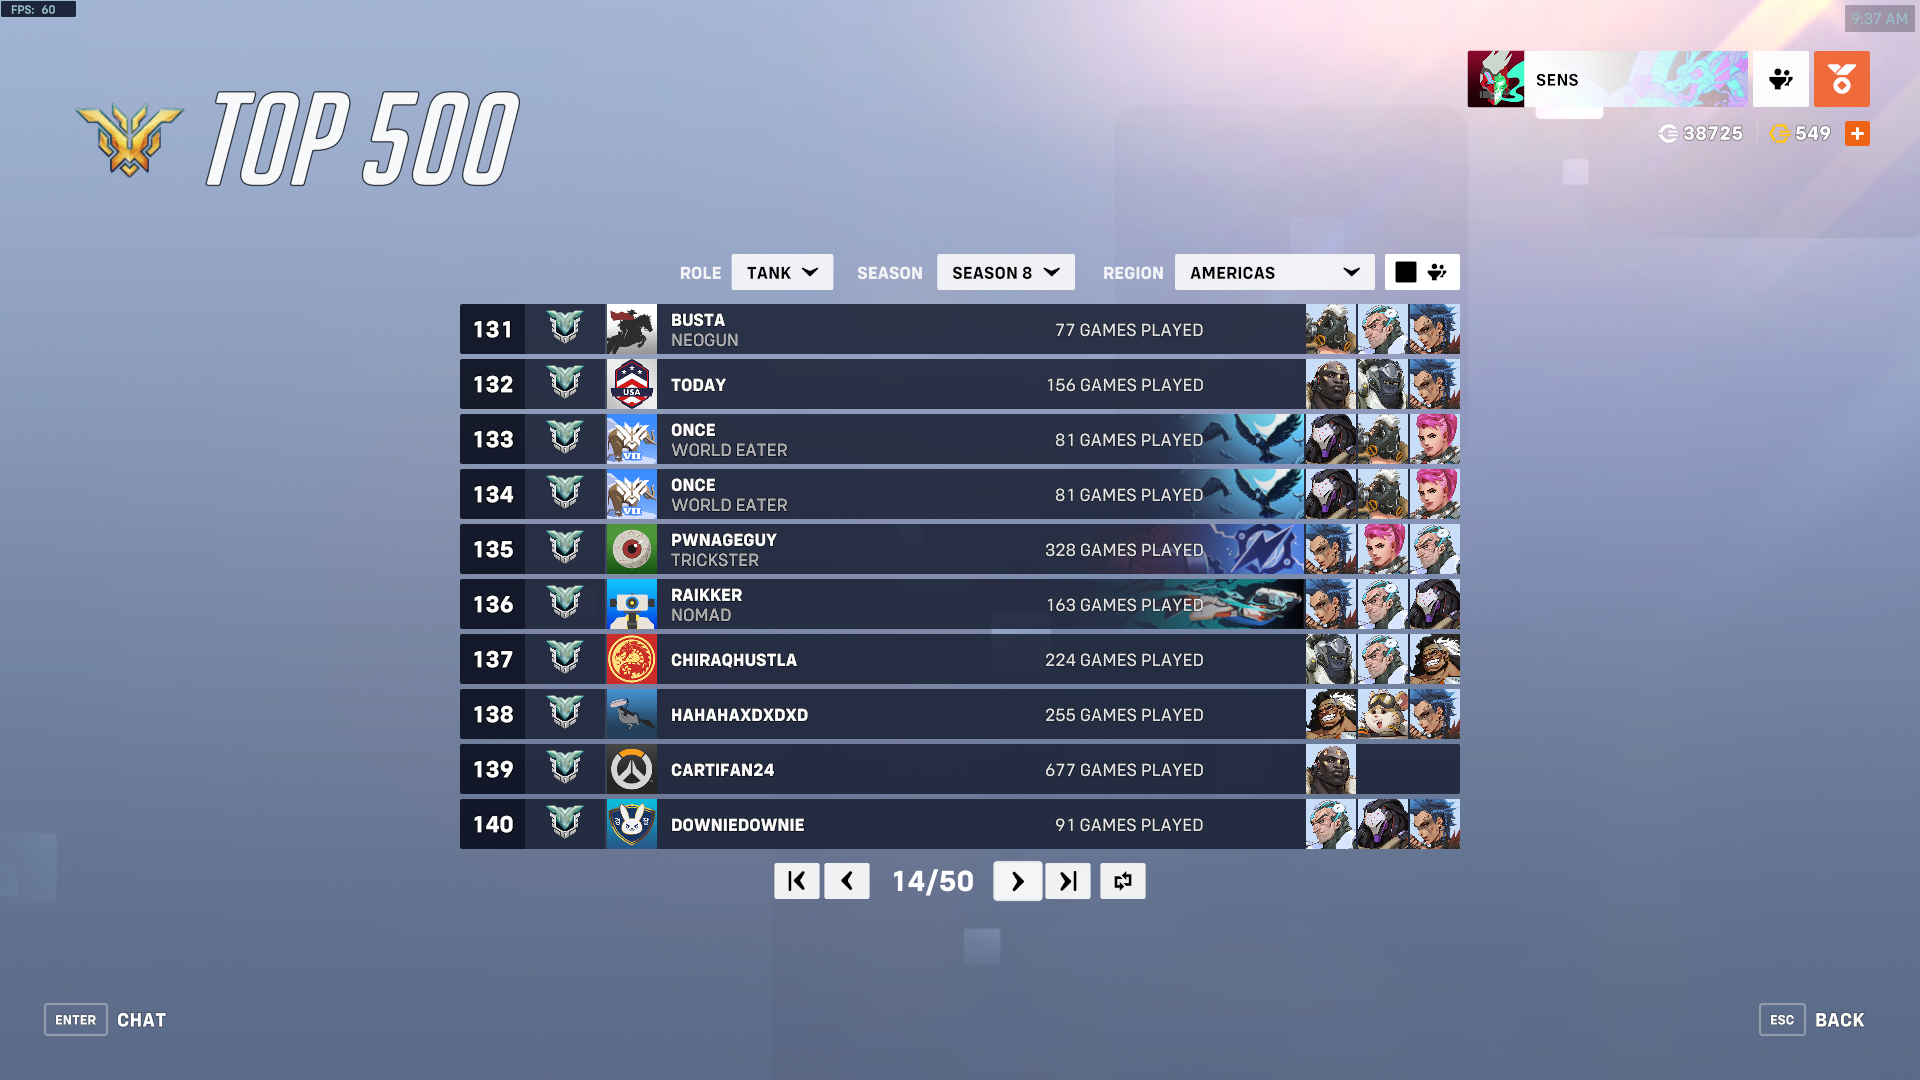 FPS: 60
9:37 AM
SENS
38725
549
TOP 500
ROLE TANK SEASON SEASON 8 REGION AMERICAS
131 BUSTA 77 GAMES PLAYED
NEOGUN
132 USA TODAY 156 GAMES PLAYED
133 VII ONCE 81 GAMES PLAYED
WORLD EATER
134 VII ONCE 81 GAMES PLAYED
WORLD EATER
135 PWNAGEGUY 328 GAMES PLAYED
TRICKSTER
136 RAIKKER 163 GAMES PLAYED
NOMAD
137 CHIRAQHUSTLA 224 GAMES PLAYED
138 HAHAHAXDXDXD 255 GAMES PLAYED
139 CARTIFAN24 677 GAMES PLAYED
140 DOWNIEDOWNIE 91 GAMES PLAYED
14/50
ENTER CHAT
ESC BACK